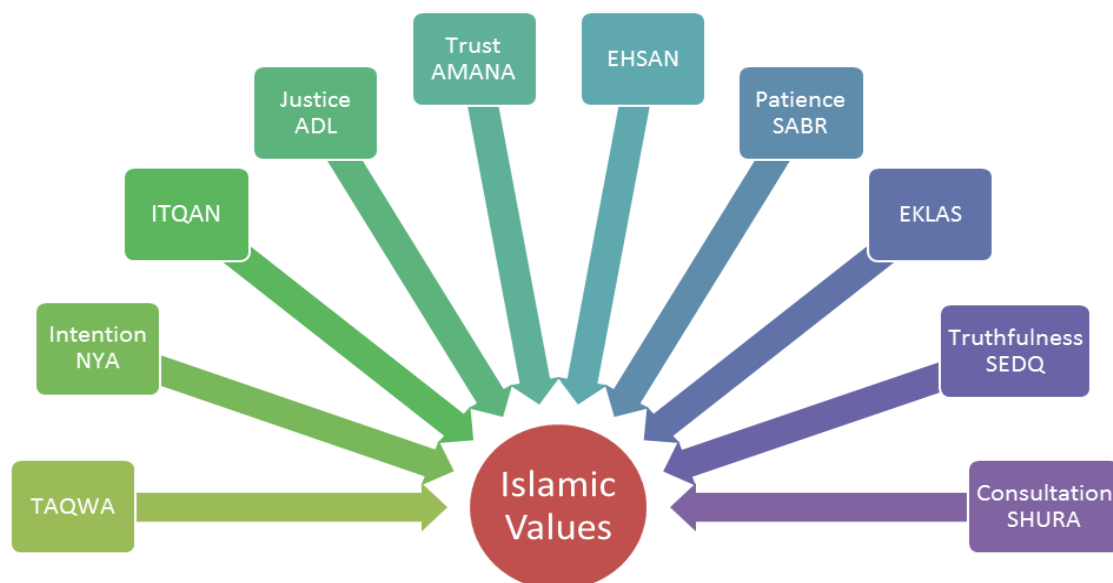 TAQWA
Intention
NYA
ITQAN
Justice
ADL
Trust
AMANA
EHSAN
Patience
SABR
EKLAS
Truthfulness
SEDQ
Consultation
SHURA
Islamic
Values